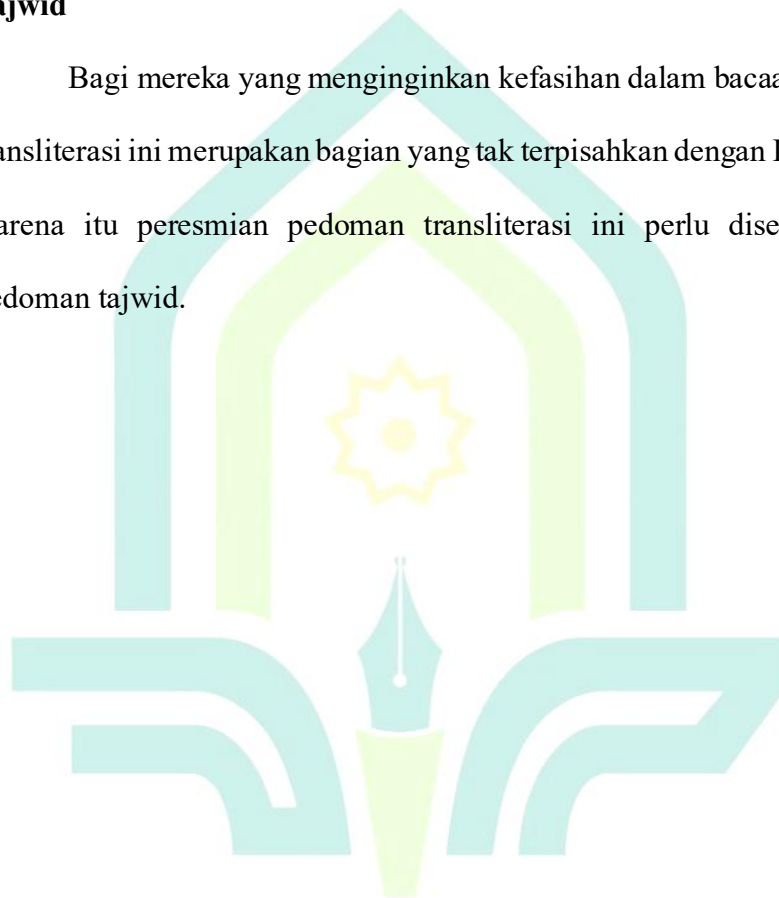 ajwid
Bagi mereka yang menginginkan kefasihan dalam bacaa
ansliterasi ini merupakan bagian yang tak terpisahkan dengan I
arena itu peresmian pedoman transliterasi ini perlu dise
edoman tajwid.